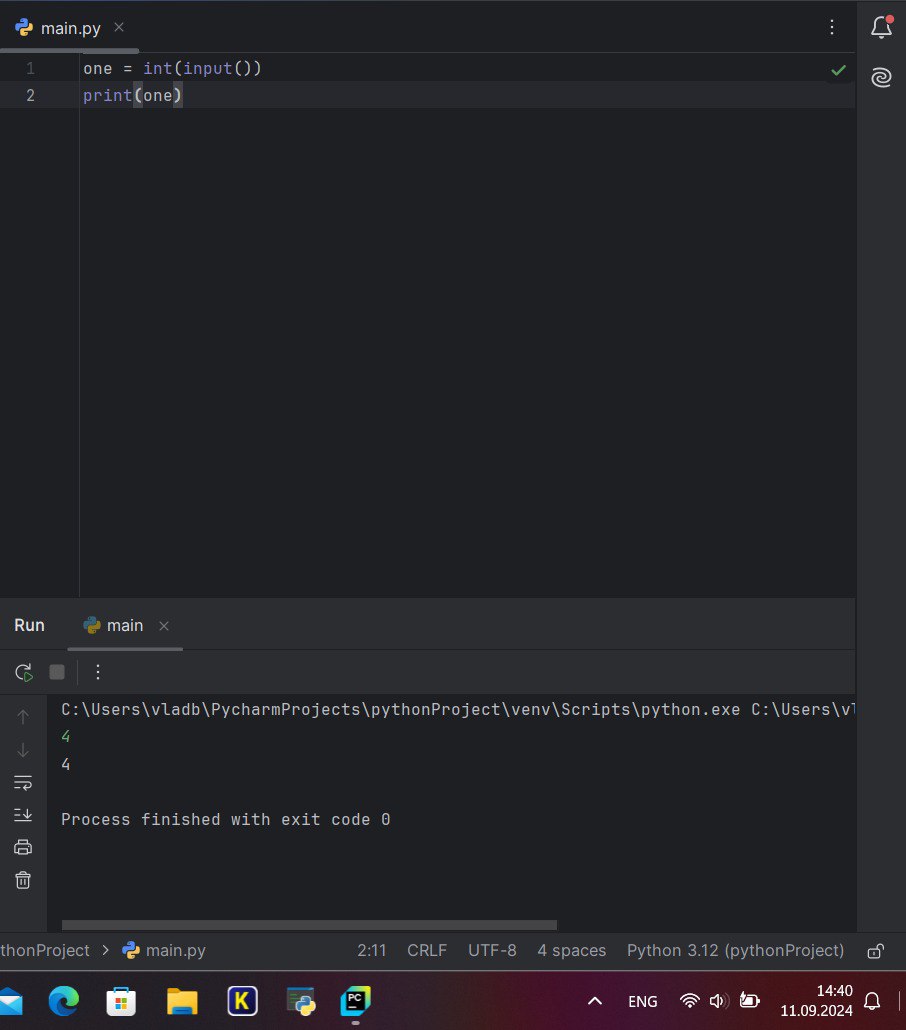 main.py
1 one = int(input())
2 print(one)
Run main
C:\Users\vladb\PycharmProjects\pythonProject\venv\Scripts\python.exe C:\Users\vl
4
4
Process finished with exit code 0
thonProject > main.py 2:11 CRLF UTF-8 4 spaces Python 3.12 (pythonProject)
K PC ENG 14:40
11.09.2024